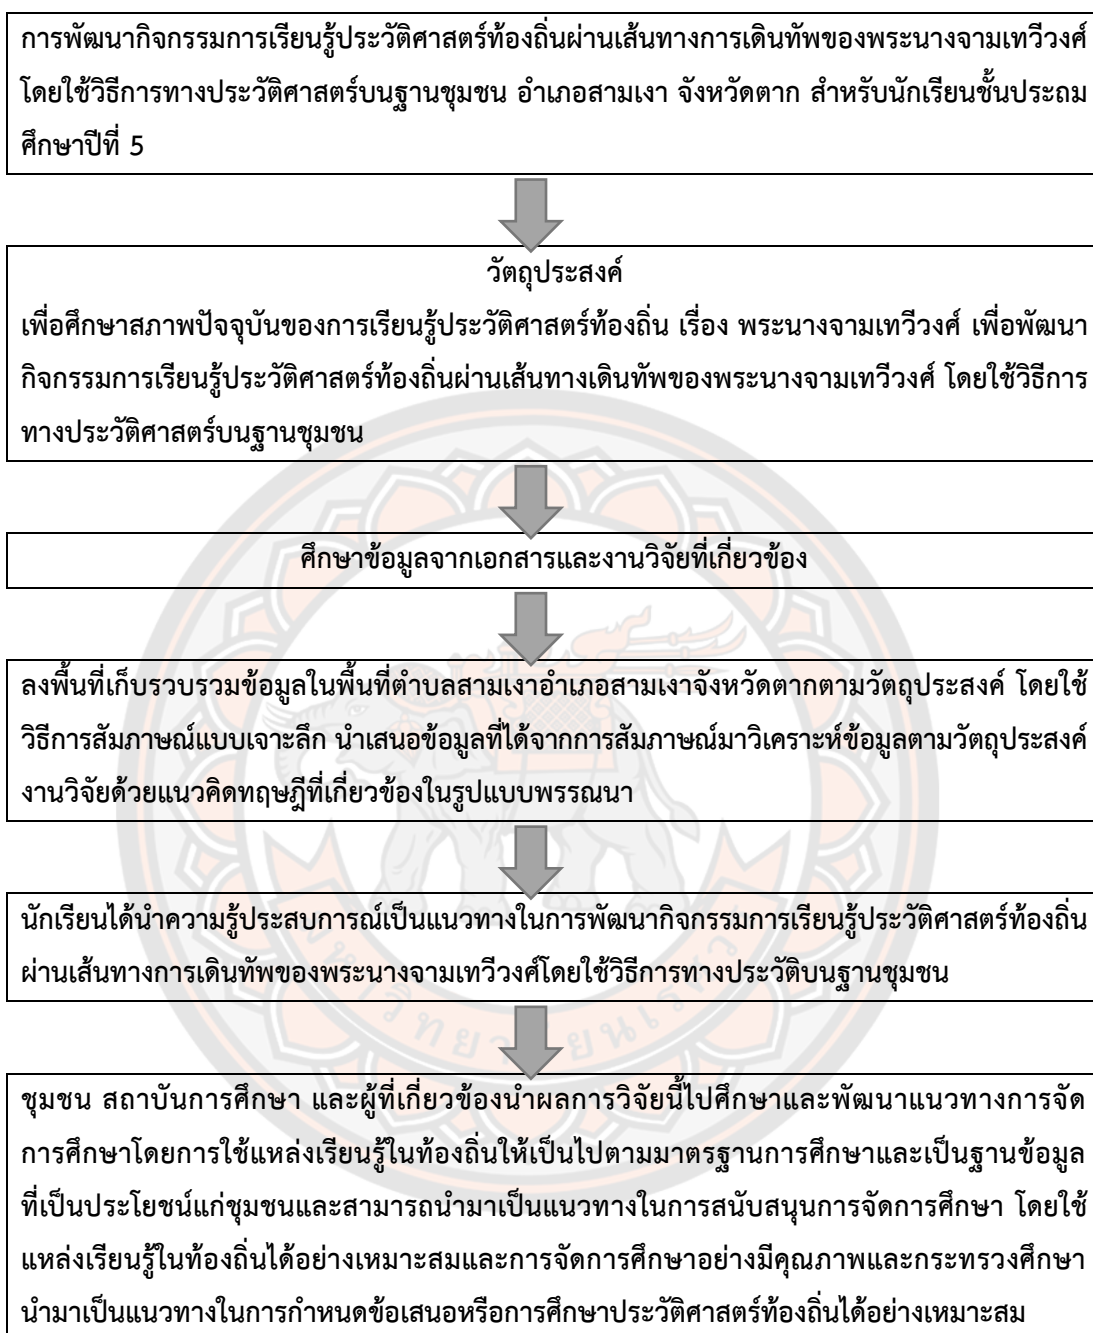 การพัฒนากิจกรรมการเรียนรู้ประวัติศาสตร์ท้องถิ่นผ่านเส้นทางการเดินทัพของพระนางจามเทวีวงศ์
โดยใช้วิธีการทางประวัติศาสตร์บนฐานชุมชน อำเภอสามเงา จังหวัดตาก สำหรับนักเรียนชั้นประถม
ศึกษาปีที่ 5
วัตถุประสงค์
เพื่อศึกษาสภาพปัจจุบันของการเรียนรู้ประวัติศาสตร์ท้องถิ่น เรื่อง พระนางจามเทวีวงศ์ เพื่อพัฒนา
กิจกรรมการเรียนรู้ประวัติศาสตร์ท้องถิ่นผ่านเส้นทางเดินทัพของพระนางจามเทวีวงศ์ โดยใช้วิธีการ
ทางประวัติศาสตร์บนฐานชุมชน
ศึกษาข้อมูลจากเอกสารและงานวิจัยที่เกี่ยวข้อง
ลงพื้นที่เก็บรวบรวมข้อมูลในพื้นที่ตำบลสามเงาอำเภอสามเงาจังหวัดตากตามวัตถุประสงค์ โดยใช้
วิธีการสัมภาษณ์แบบเจาะลึก นำเสนอข้อมูลที่ได้จากการสัมภาษณ์มาวิเคราะห์ข้อมูลตามวัตถุประสงค์
งานวิจัยด้วยแนวคิดทฤษฎีที่เกี่ยวข้องในรูปแบบพรรณนา
นักเรียนได้นำความรู้ประสบการณ์เป็นแนวทางในการพัฒนากิจกรรมการเรียนรู้ประวัติศาสตร์ท้องถิ่น
ผ่านเส้นทางการเดินทัพของพระนางจามเทวีวงศ์โดยใช้วิธีการทางประวัติบนฐานชุมชน
ชุมชน สถาบันการศึกษา และผู้ที่เกี่ยวข้องนำผลการวิจัยนี้ไปศึกษาและพัฒนาแนวทางการจัด
การศึกษาโดยการใช้แหล่งเรียนรู้ในท้องถิ่นให้เป็นไปตามมาตรฐานการศึกษาและเป็นฐานข้อมูล
ที่เป็นประโยชน์แก่ชุมชนและสามารถนำมาเป็นแนวทางในการสนับสนุนการจัดการศึกษา โดยใช้
แหล่งเรียนรู้ในท้องถิ่นได้อย่างเหมาะสมและการจัดการศึกษาอย่างมีคุณภาพและกระทรวงศึกษา
นำมาเป็นแนวทางในการกำหนดข้อเสนอหรือการศึกษาประวัติศาสตร์ท้องถิ่นได้อย่างเหมาะสม